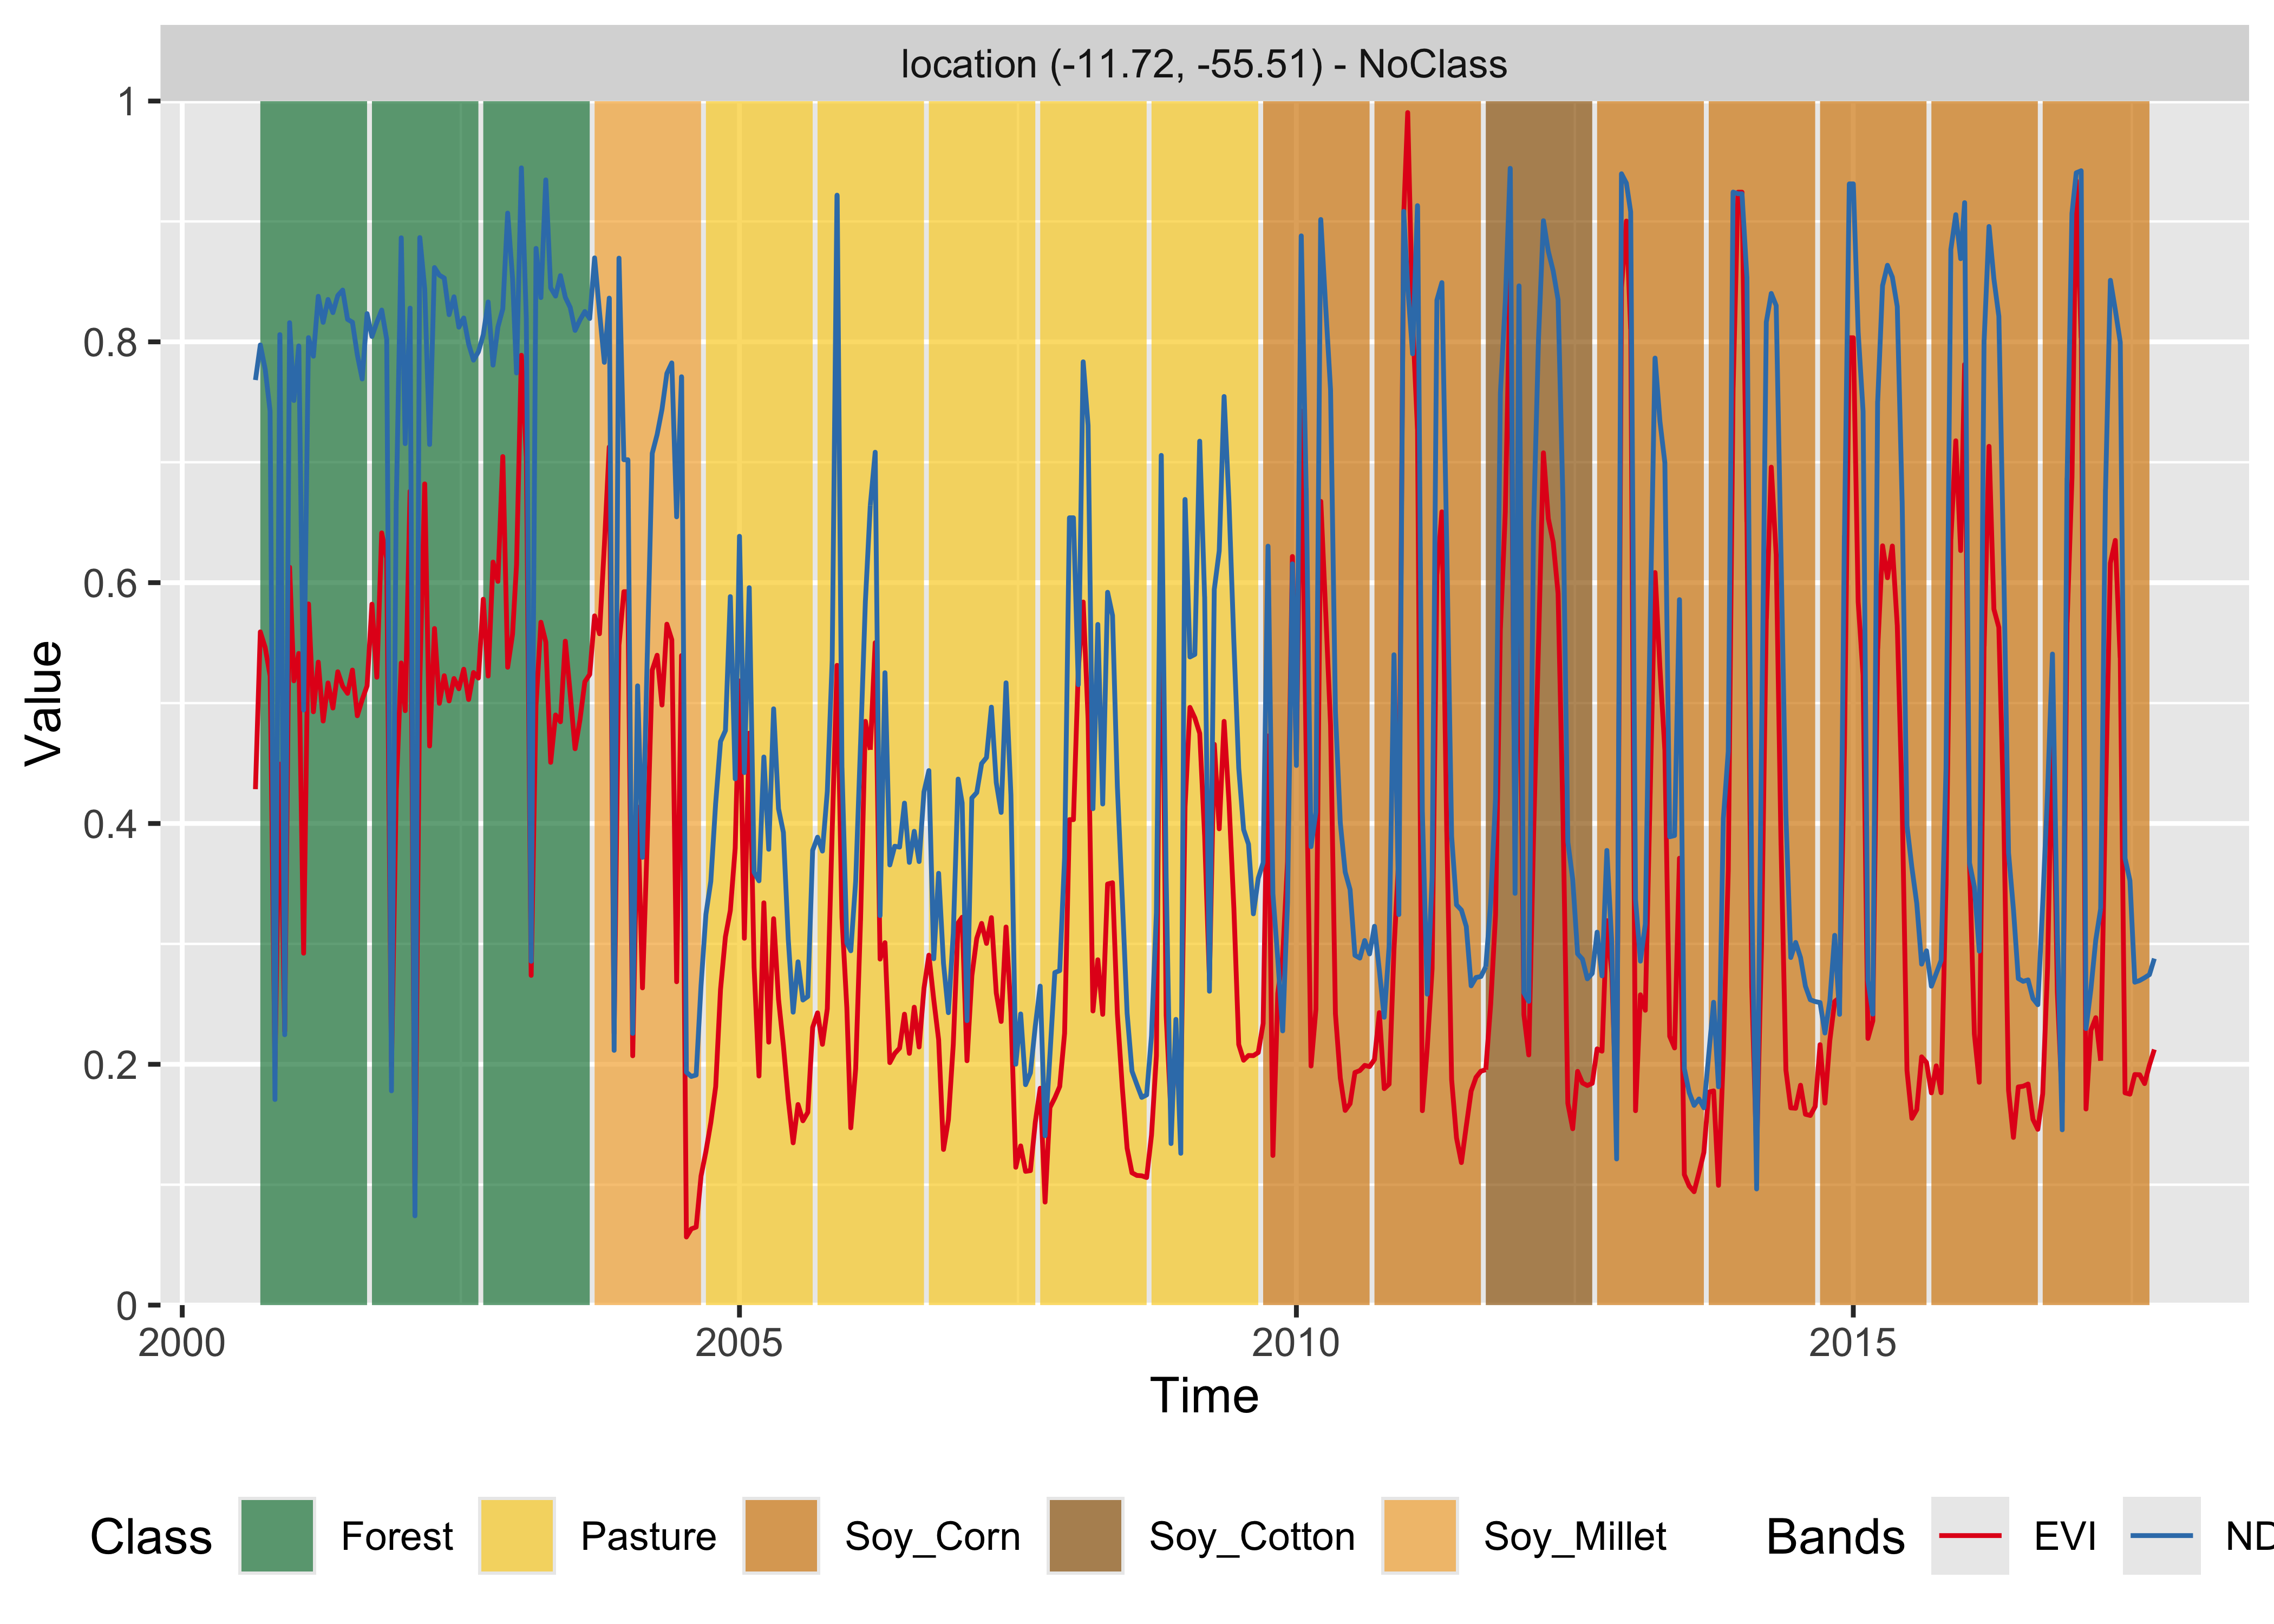 location (-11.72, -55.51) - NoClass
1
0.8
0.6
0.4
0.2
0
Value
2000 2005 2010 2015
Time
Class Forest Pasture Soy_Corn Soy_Cotton Soy_Millet Bands EVI ND